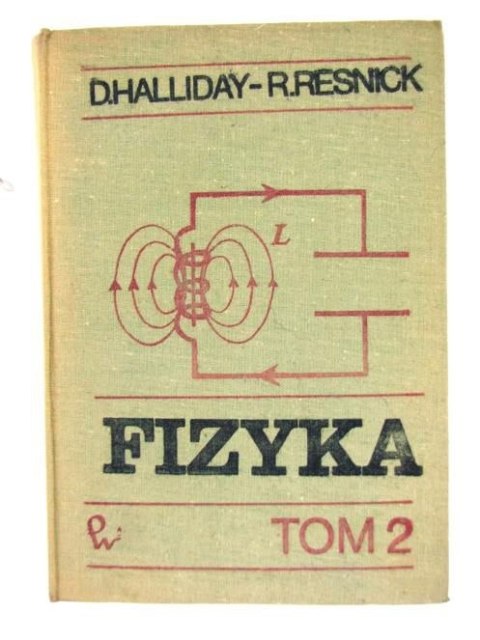 D.HALLIDAY-R.RESNICK
L
FIZYKA
TOM 2